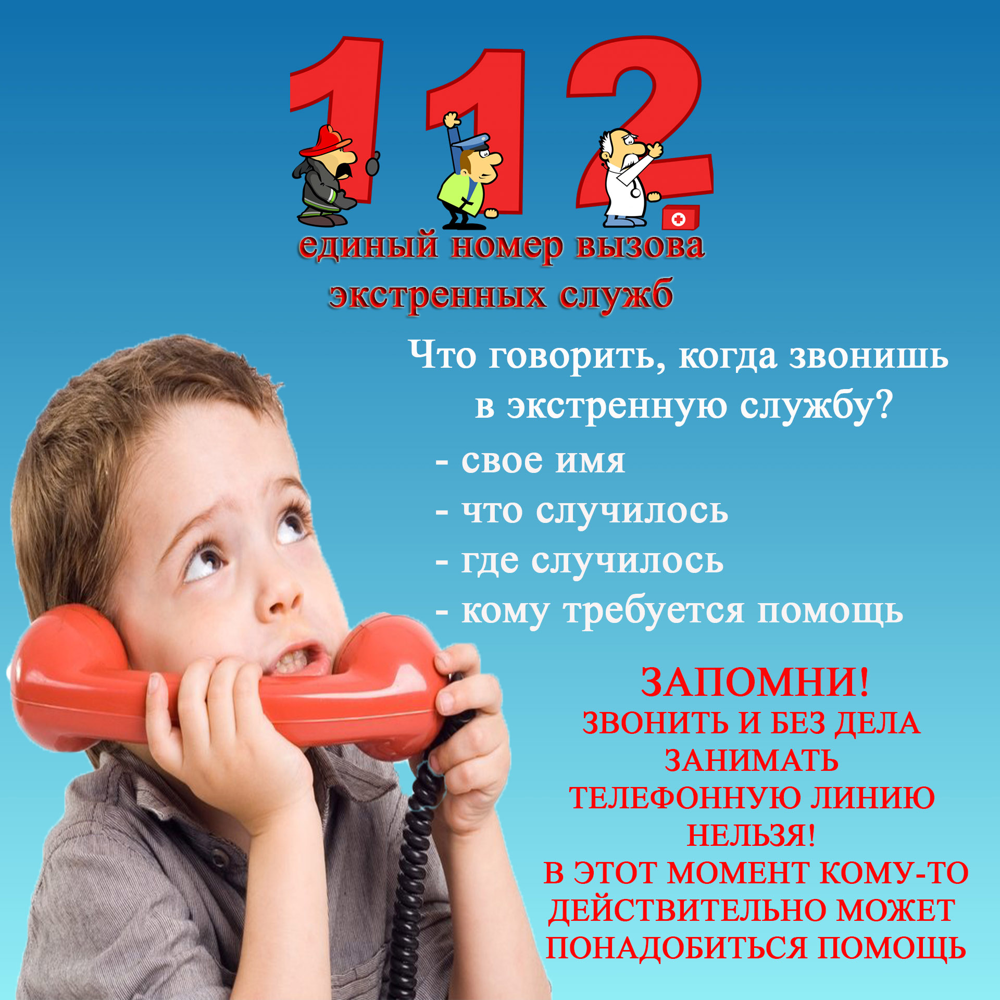 112
единый номер вызова
экстренных служб
Что говорить, когда звонишь
в экстренную службу?
- свое имя
- что случилось
- где случилось
- кому требуется помощь
ЗАПОМНИ!
ЗВОНИТЬ И БЕЗ ДЕЛА
ЗАНИМАТЬ
ТЕЛЕФОННУЮ ЛИНИЮ
НЕЛЬЗЯ!
В ЭТОТ МОМЕНТ КОМУ-ТО
ДЕЙСТВИТЕЛЬНО МОЖЕТ
ПОНАДОБИТЬСЯ ПОМОЩЬ